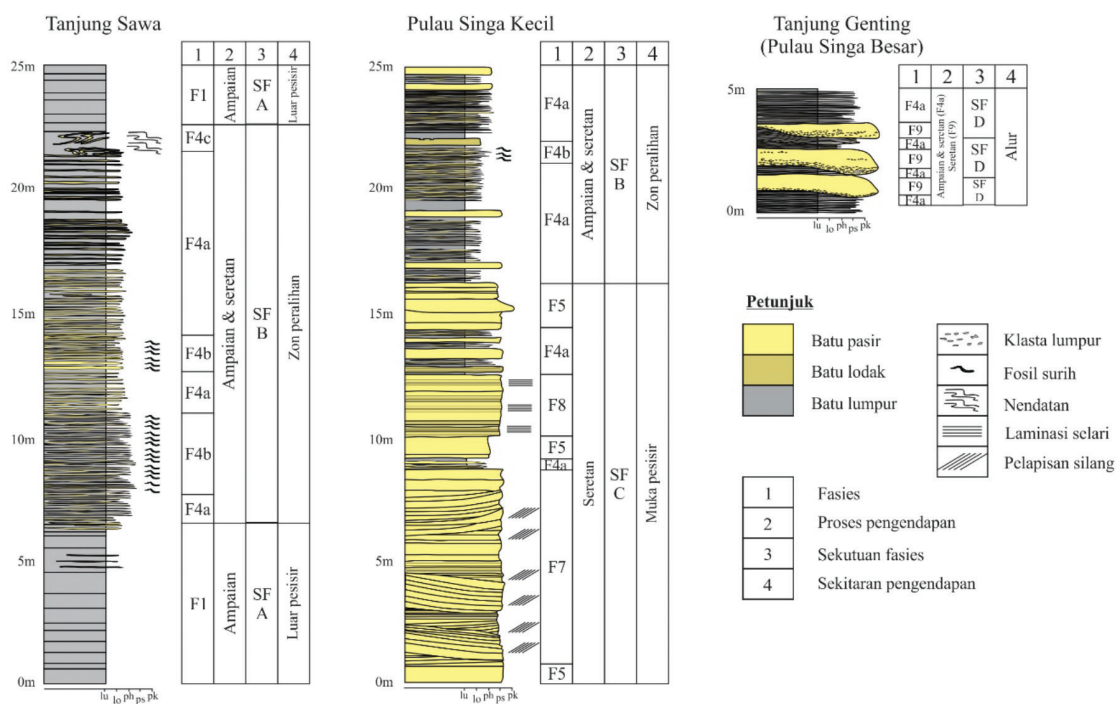 Tanjung Sawa
1 2 3 4
25m
20m
15m
10m
5m
0m
lu lo ph ps pk
F1
F4c
F4a
F4b
F4a
F4b
F4a
F1
Ampaian
Ampaian & seretan
Ampaian
SF
A
SF
B
SF
A
Luar pesisir
Zon peralihan
Luar pesisir
Pulau Singa Kecil
1 2 3 4
25m
20m
15m
10m
5m
0m
lu lo ph ps pk
F4a
F4b
F4a
F5
F4a
F8
F5
F4a
F7
F5
Ampaian & seretan
Seretan
SF
B
SF
C
Zon peralihan
Muka pesisir
Tanjung Genting
(Pulau Singa Besar)
1 2 3 4
5m
0m
lu lo ph ps pk
F4a
F9
F4a
F9
F4a
F9
F4a
Ampaian & seretan (F4a)
Seretan (F9)
SF
D
SF
D
SF
D
Alur
Petunjuk
Batu pasir
Batu lodak
Batu lumpur
Klasta lumpur
Fosil surih
Nendatan
Laminasi selari
Pelapisan silang
1 Fasies
2 Proses pengendapan
3 Sekutuan fasies
4 Sekitaran pengendapan